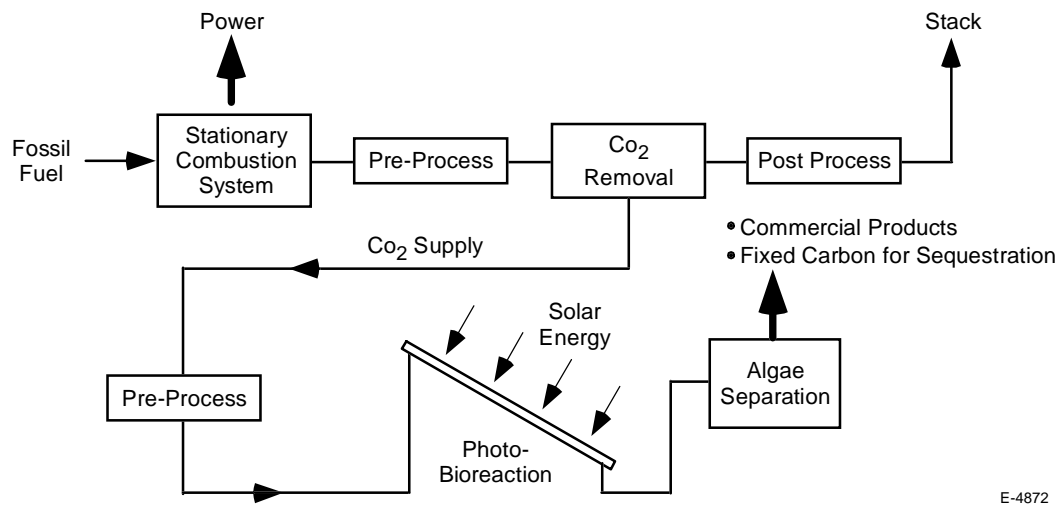 Power
Stack
Fossil
Fuel
Stationary
Combustion
System
Pre-Process
Co2
Removal
Post Process
Co2 Supply
• Commercial Products
• Fixed Carbon for Sequestration
Solar
Energy
Pre-Process
Algae
Separation
Photo-
Bioreaction
E-4872